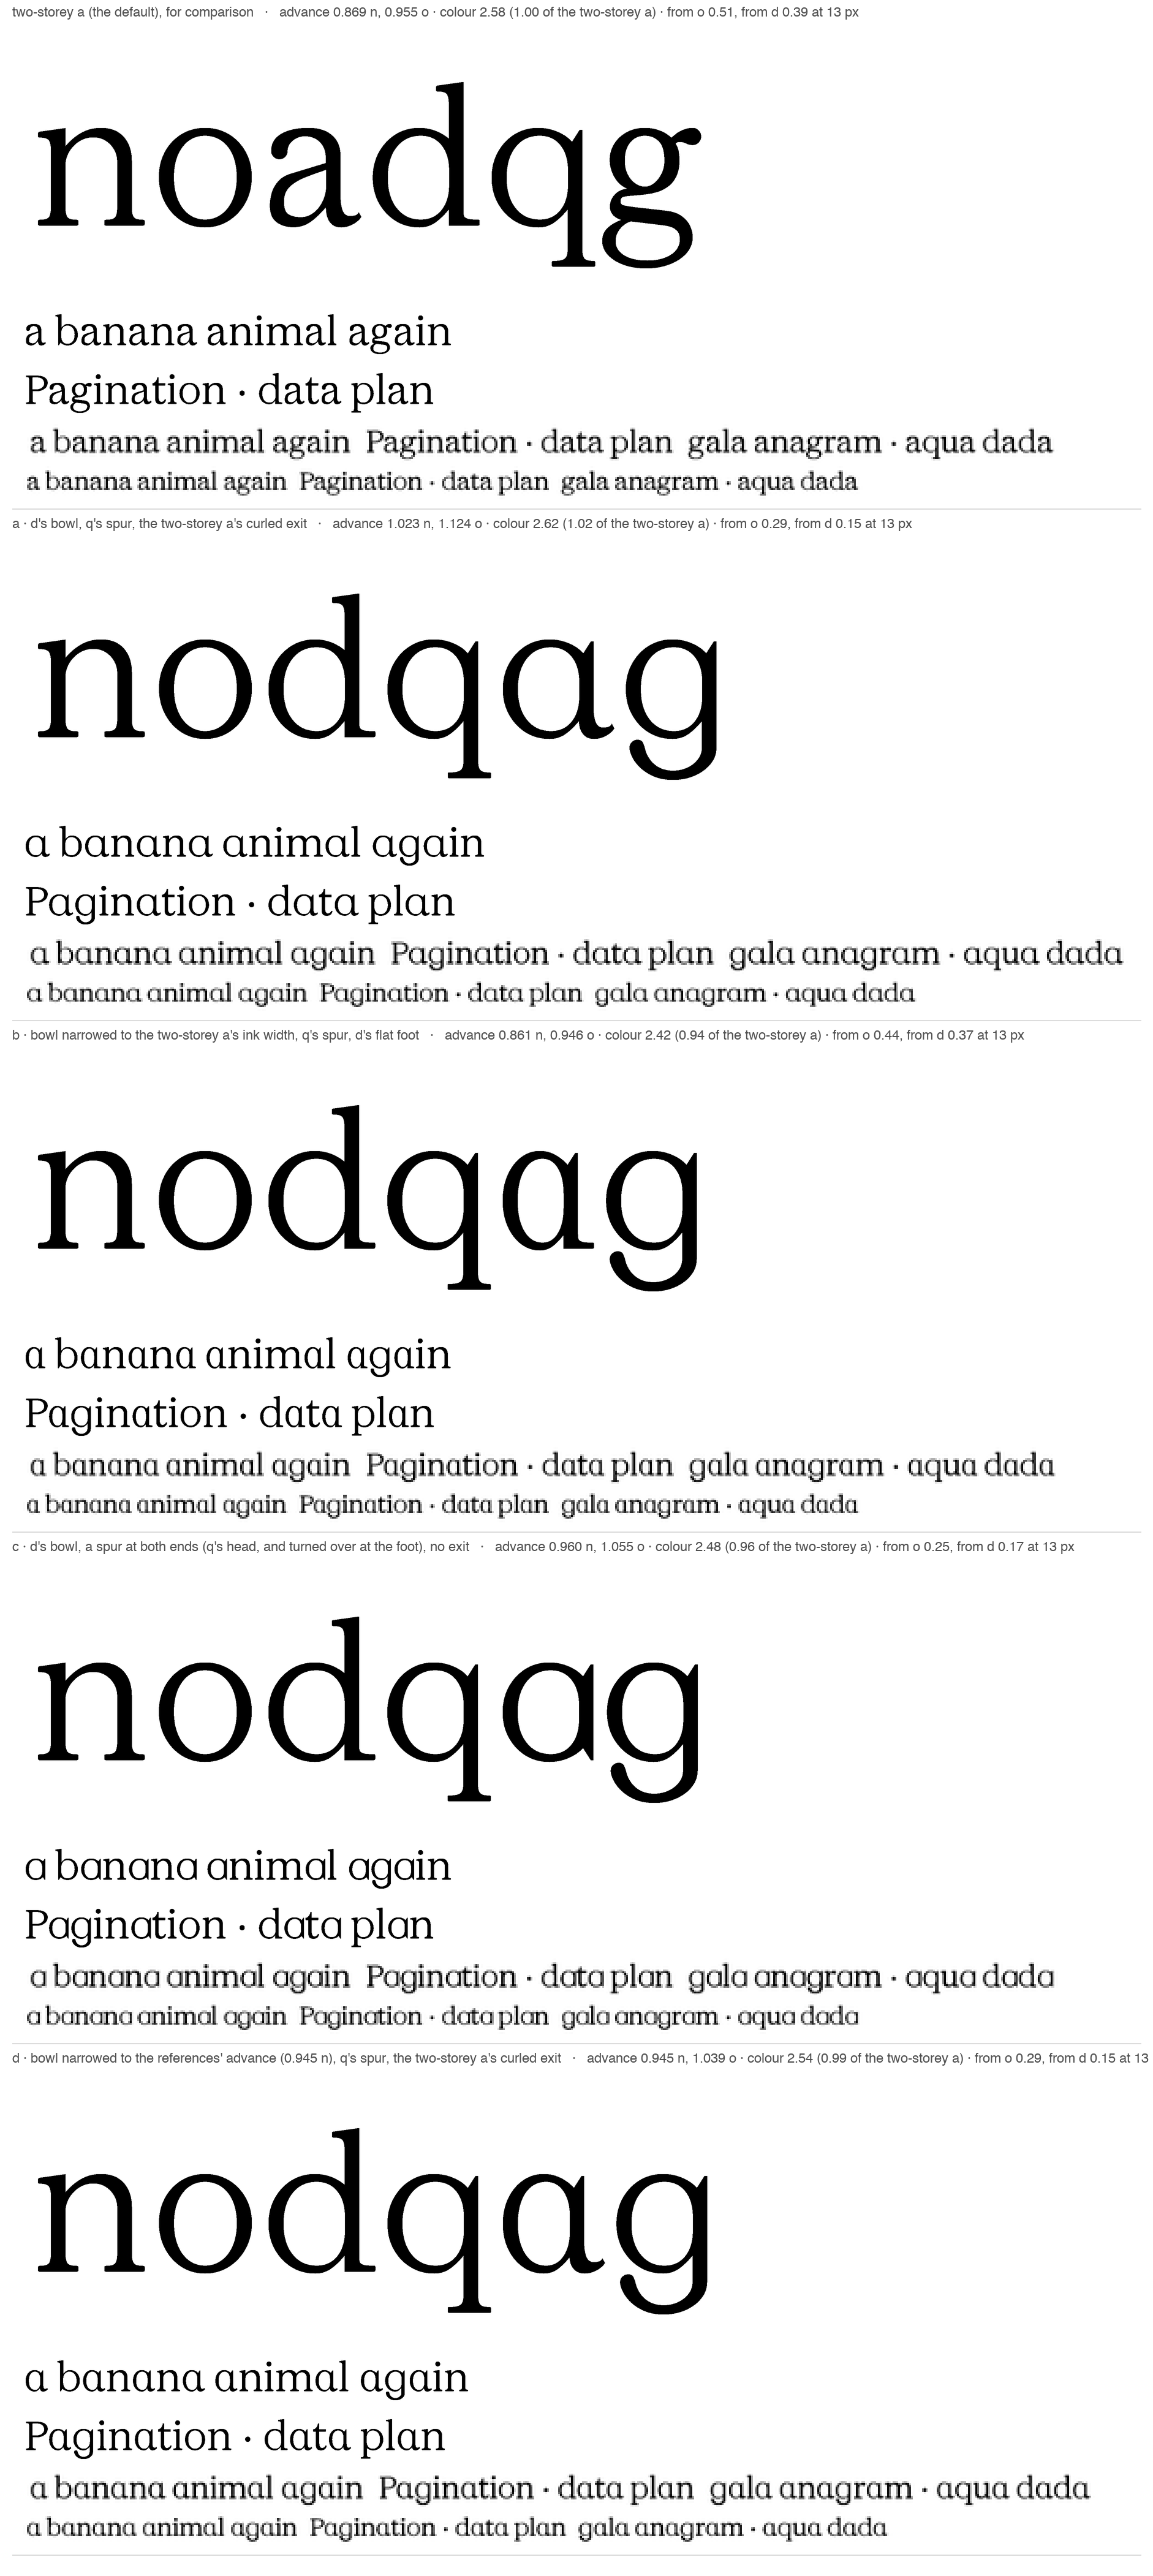 two-storey a (the default), for comparison · advance 0.869 n, 0.955 o · colour 2.58 (1.00 of the two-storey a) · from o 0.51, from d 0.39 at 13 px
noadqg
a banana animal again
Pagination · data plan
a banana animal again Pagination · data plan gala anagram · aqua dada
a banana animal again Pagination · data plan gala anagram · aqua dada
a · d's bowl, q's spur, the two-storey a's curled exit · advance 1.023 n, 1.124 o · colour 2.62 (1.02 of the two-storey a) · from o 0.29, from d 0.15 at 13 px
nodqag
a banana animal again
Pagination · data plan
a banana animal again Pagination · data plan gala anagram · aqua dada
a banana animal again Pagination · data plan gala anagram · aqua dada
b · bowl narrowed to the two-storey a's ink width, q's spur, d's flat foot · advance 0.861 n, 0.946 o · colour 2.42 (0.94 of the two-storey a) · from o 0.44, from d 0.37 at 13 px
nodqag
a banana animal again
Pagination · data plan
a banana animal again Pagination · data plan gala anagram · aqua dada
a banana animal again Pagination · data plan gala anagram · aqua dada
c · d's bowl, a spur at both ends (q's head, and turned over at the foot), no exit · advance 0.960 n, 1.055 o · colour 2.48 (0.96 of the two-storey a) · from o 0.25, from d 0.17 at 13 px
nodqag
a banana animal again
Pagination · data plan
a banana animal again Pagination · data plan gala anagram · aqua dada
a banana animal again Pagination · data plan gala anagram · aqua dada
d · bowl narrowed to the references' advance (0.945 n), q's spur, the two-storey a's curled exit · advance 0.945 n, 1.039 o · colour 2.54 (0.99 of the two-storey a) · from o 0.29, from d 0.15 at 13
nodqag
a banana animal again
Pagination · data plan
a banana animal again Pagination · data plan gala anagram · aqua dada
a banana animal again Pagination · data plan gala anagram · aqua dada